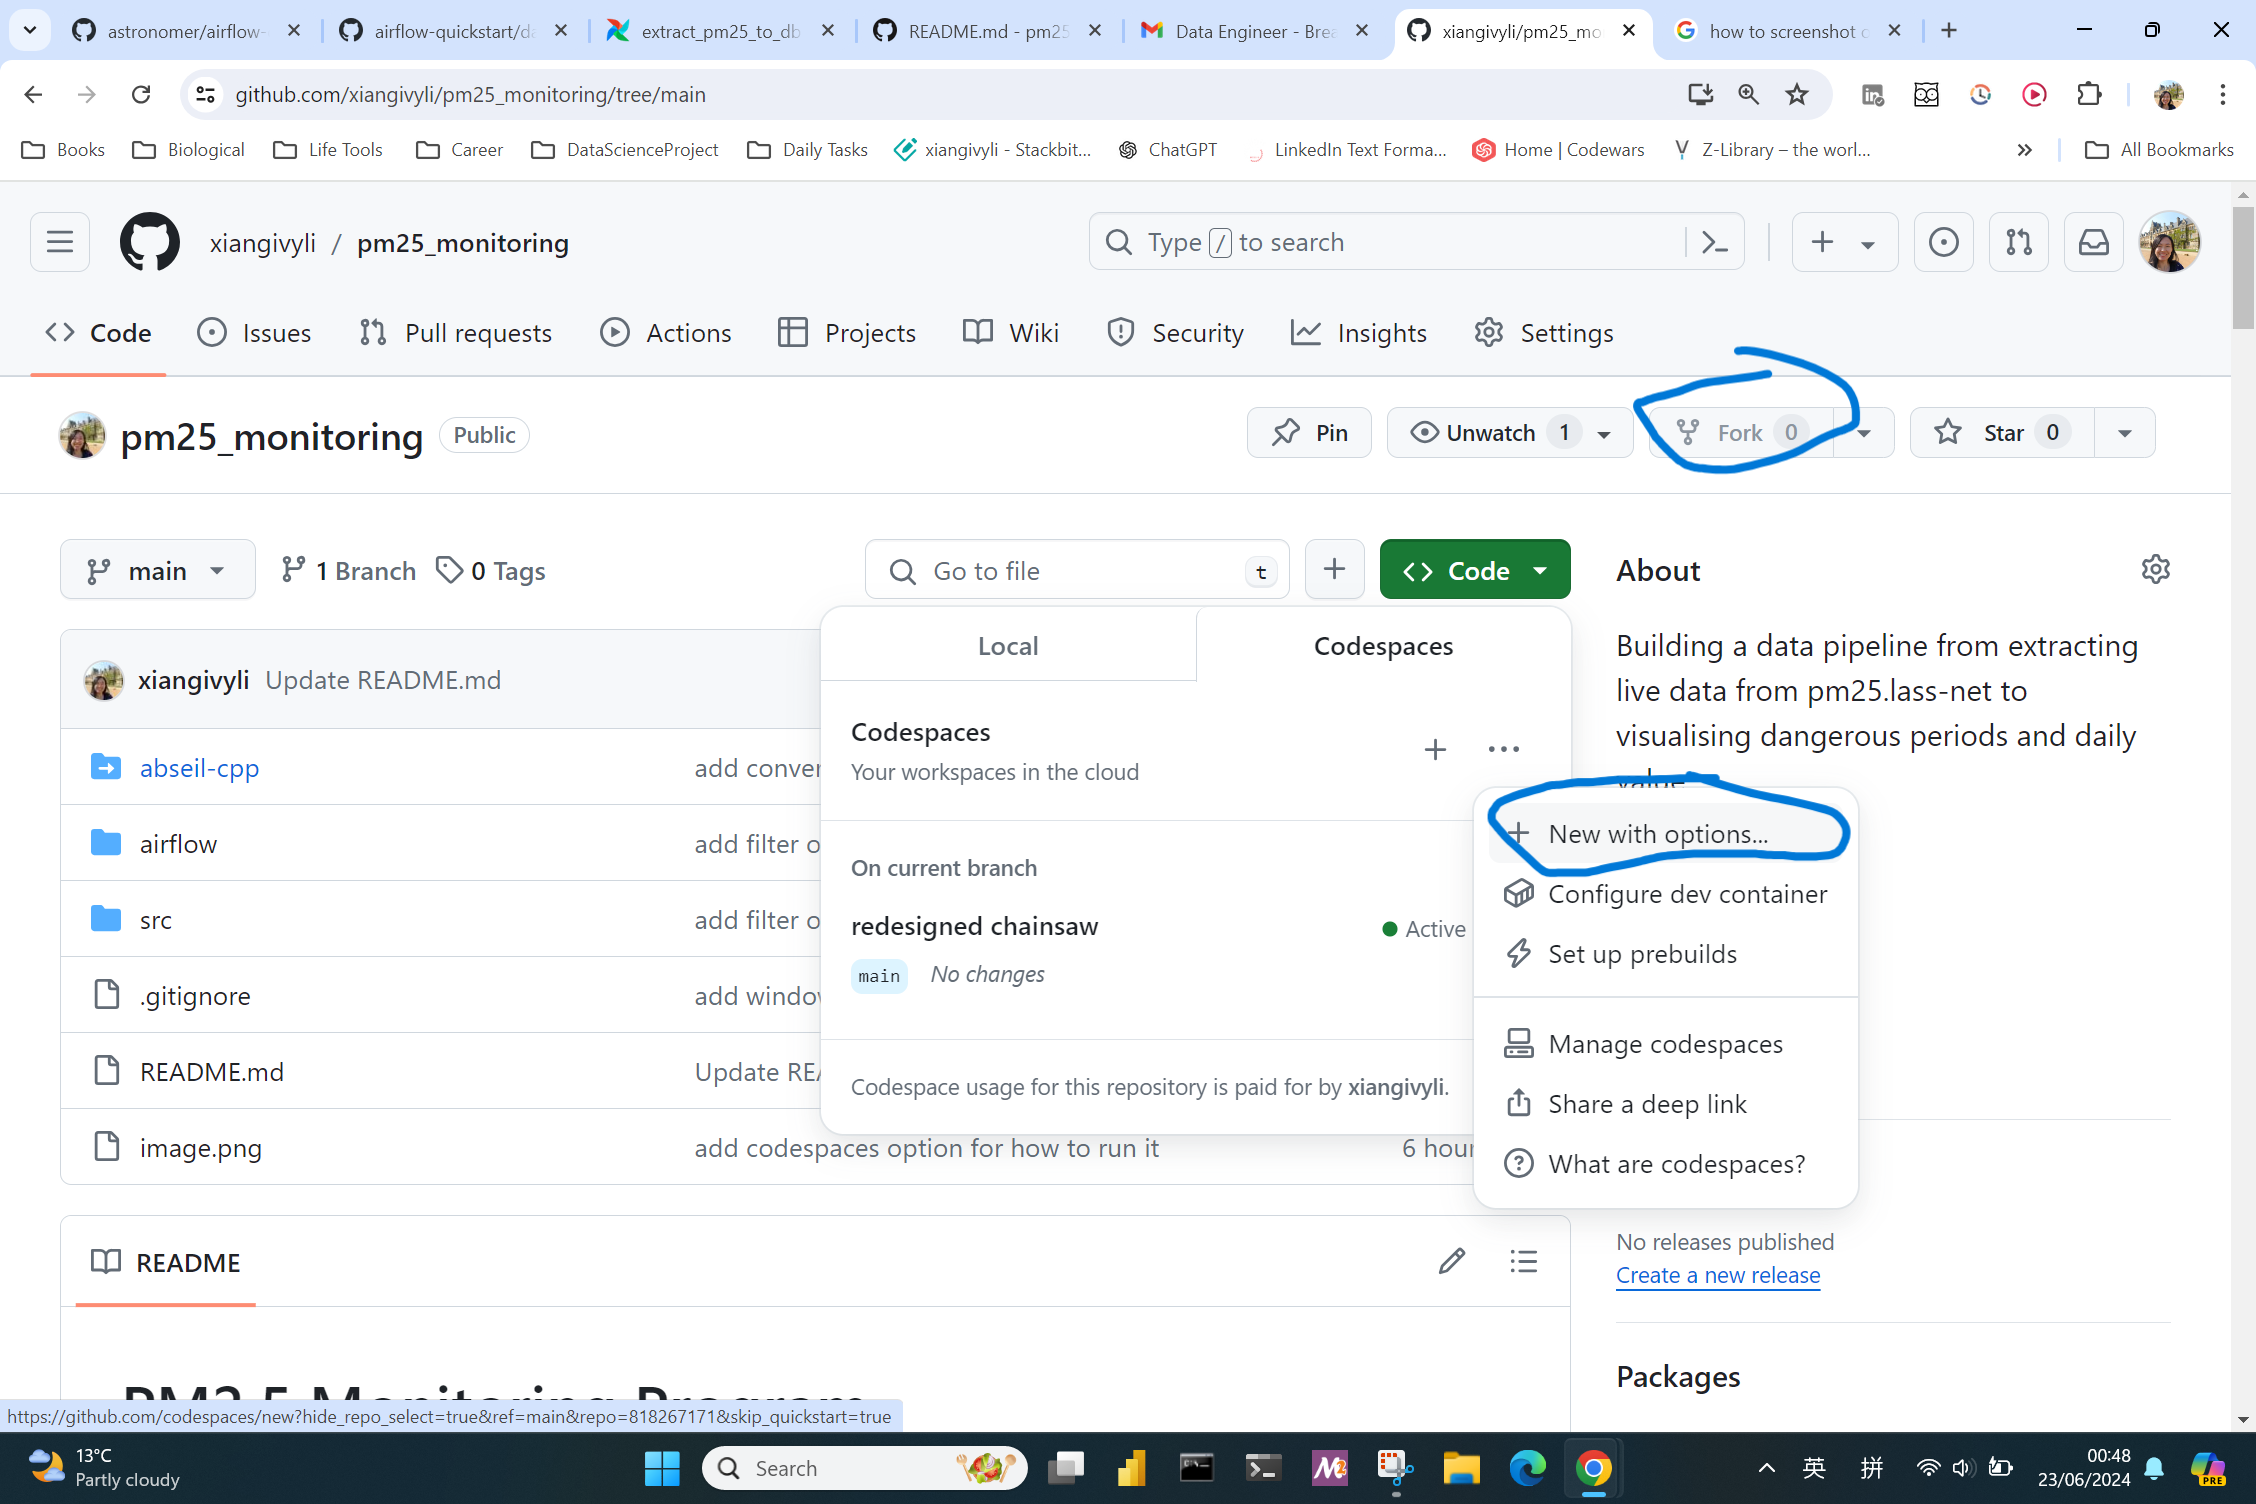 astronomer/airflow-
airflow-quickstart/da
extract_pm25_to_db
README.md - pm25
Data Engineer - Brea
xiangivyli/pm25_mo
how to screenshot c
github.com/xiangivyli/pm25_monitoring/tree/main
Books
Biological
Life Tools
Career
DataScienceProject
Daily Tasks
xiangivyli - Stackbit...
ChatGPT
LinkedIn Text Forma...
Home | Codewars
Z-Library – the worl...
All Bookmarks
xiangivyli / pm25_monitoring
Type / to search
Code
Issues
Pull requests
Actions
Projects
Wiki
Security
Insights
Settings
pm25_monitoring Public
Pin
Unwatch 1
Fork 0
Star 0
main
1 Branch
0 Tags
Go to file t
Code
Local
Codespaces
Codespaces
Your workspaces in the cloud
On current branch
redesigned chainsaw
Active
main No changes
Codespace usage for this repository is paid for by xiangivyli.
New with options...
Configure dev container
Set up prebuilds
Manage codespaces
Share a deep link
What are codespaces?
xiangivyli Update README.md
abseil-cpp add conver
airflow add filter o
src add filter o
.gitignore add window
README.md Update REA
image.png add codespaces option for how to run it 6 hour
README
PM2.5 Monitoring Program
About
Building a data pipeline from extracting
live data from pm25.lass-net to
visualising dangerous periods and daily
value
No releases published
Create a new release
Packages
https://github.com/codespaces/new?hide_repo_select=true&ref=main&repo=818267171&skip_quickstart=true
13°C
Partly cloudy
Search
英
拼
00:48
23/06/2024
PRE